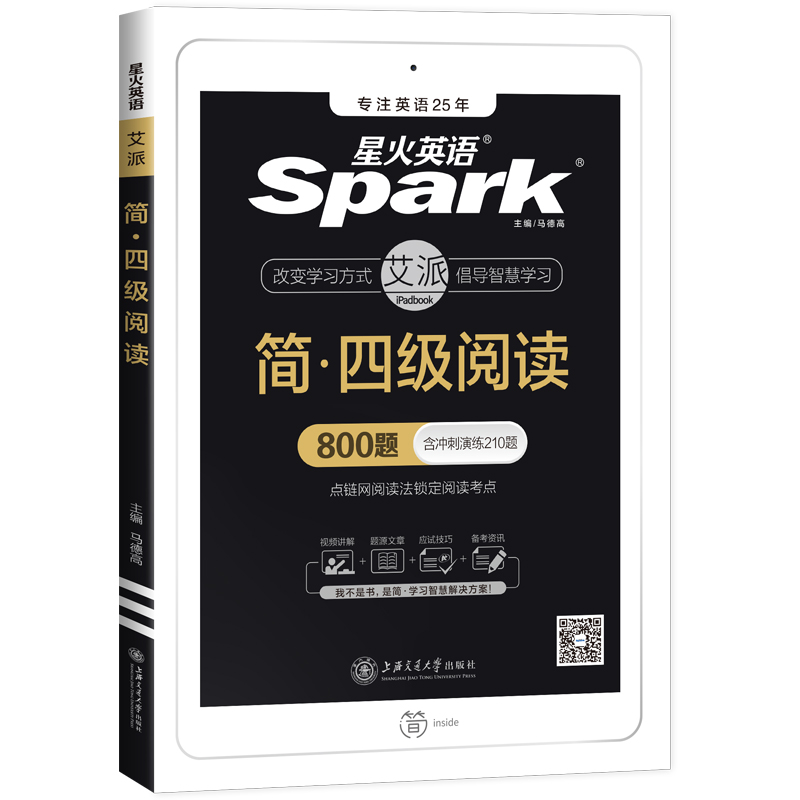 星火英语
艾派
简·四级阅读
主编 马德高
专注英语25年
星火英语®
Spark®
主编/马德高
改变学习方式 艾派 倡导智慧学习
iPadbook
简·四级阅读
800题 含冲刺演练210题
点链网阅读法锁定阅读考点
视频讲解 题源文章 应试技巧 备考资讯
+ + +
我不是书,是简·学习智慧解决方案!
上海交通大学出版社
SHANGHAI JIAO TONG UNIVERSITY PRESS
简 inside